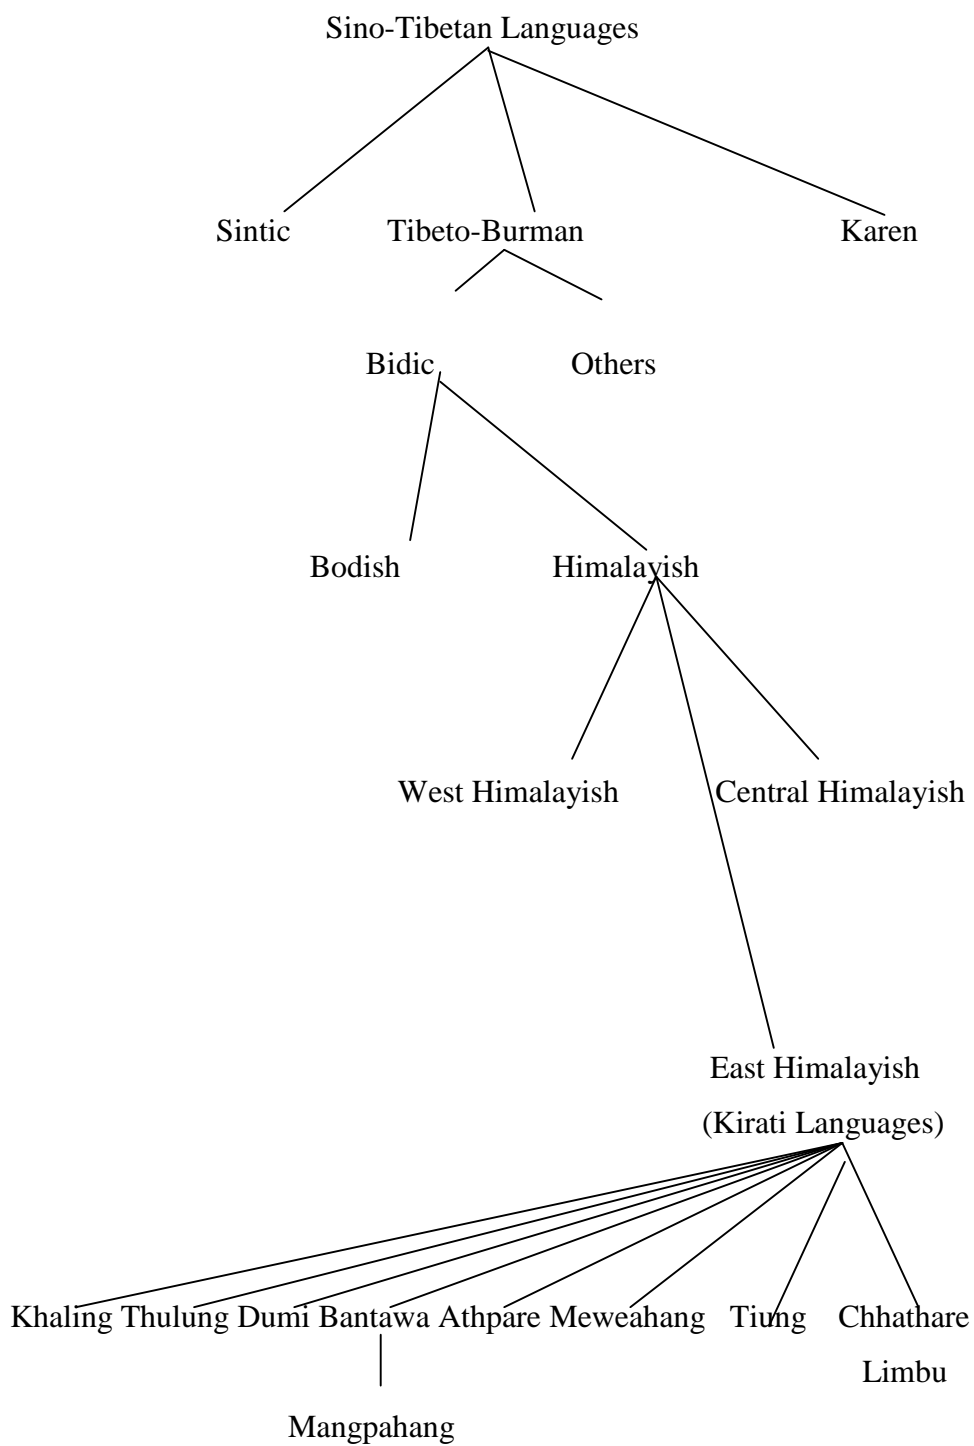 Sino-Tibetan Languages
Sintic Tibeto-Burman Karen
Bidic Others
Bodish Himalayish
West Himalayish Central Himalayish
East Himalayish
(Kirati Languages)
Khaling Thulung Dumi Bantawa Athpare Meweahang Tiung Chhathare
Limbu
Mangpahang